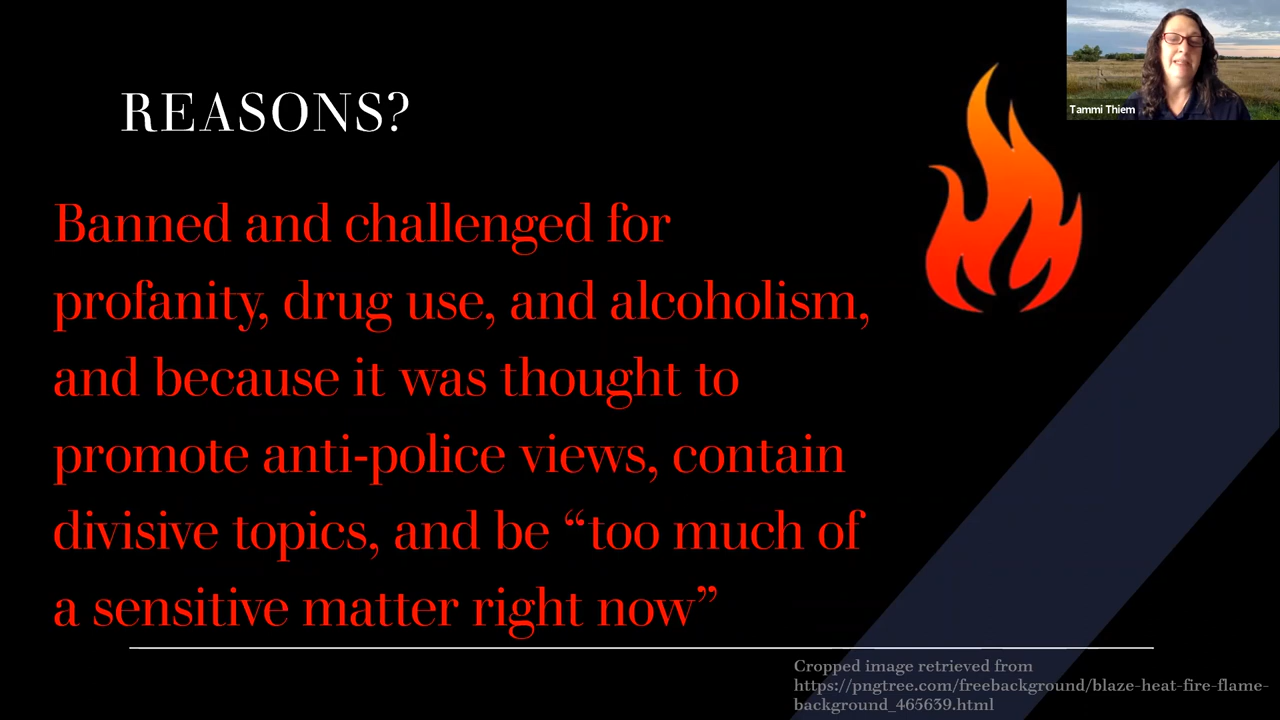 REASONS?
Tammi Thiem
Banned and challenged for
profanity, drug use, and alcoholism,
and because it was thought to
promote anti-police views, contain
divisive topics, and be “too much of
a sensitive matter right now”
Cropped image retrieved from
https://pngtree.com/freebackground/blaze-heat-fire-flame-
background_465639.html